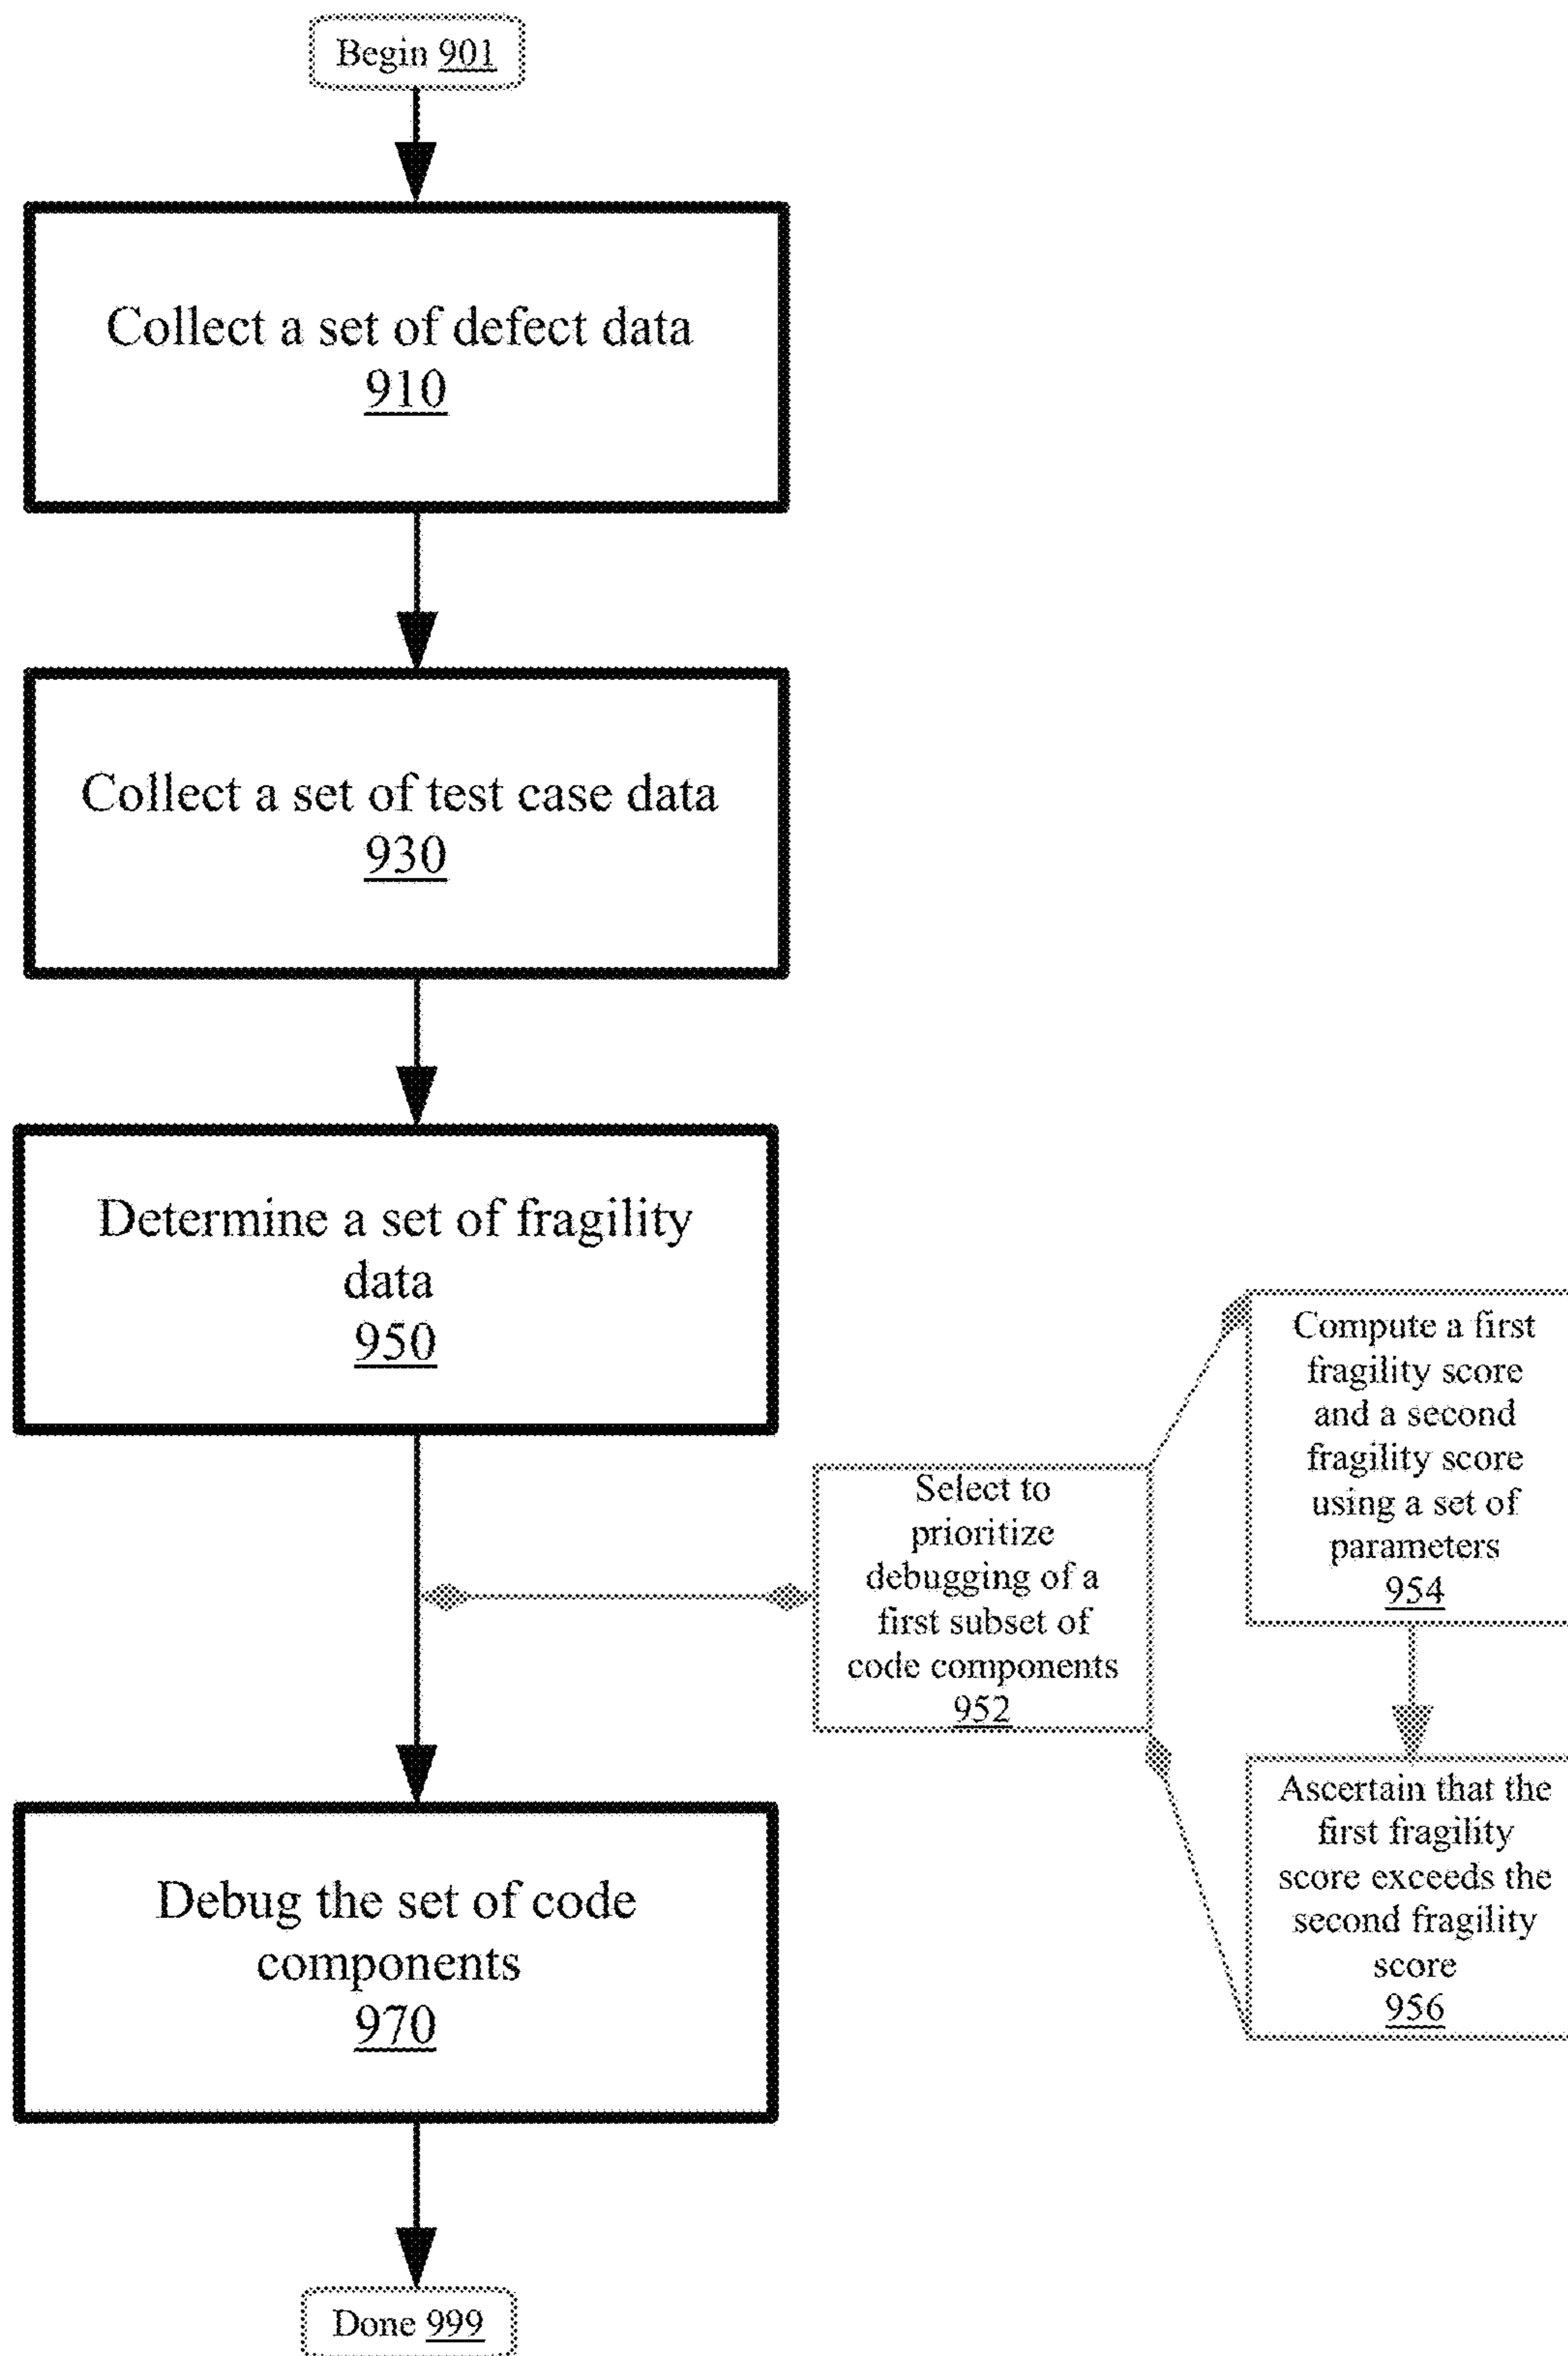 Begin 901
Collect a set of defect data
910
Collect a set of test case data
930
Determine a set of fragility
data
950
Select to
prioritize
debugging of a
first subset of
code components
952
Compute a first
fragility score
and a second
fragility score
using a set of
parameters
954
Ascertain that the
first fragility
score exceeds the
second fragility
score
956
Debug the set of code
components
970
Done 999